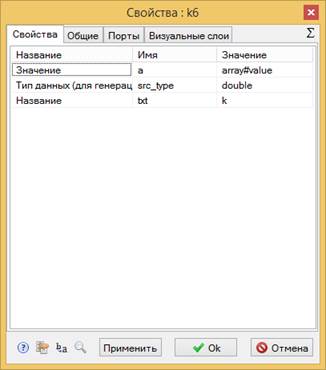 Свойства : k6
Свойства Общие Порты Визуальные слои Σ
Название Имя Значение
Значение a array#value
Тип данных (для генерац src_type double
Название txt k
Применить Ok Отмена